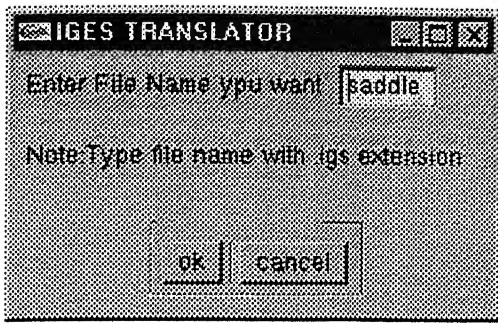 IGES TRANSLATOR
Enter File Name ypu want saddle
Note:Type file name with .igs extension
ok cancel